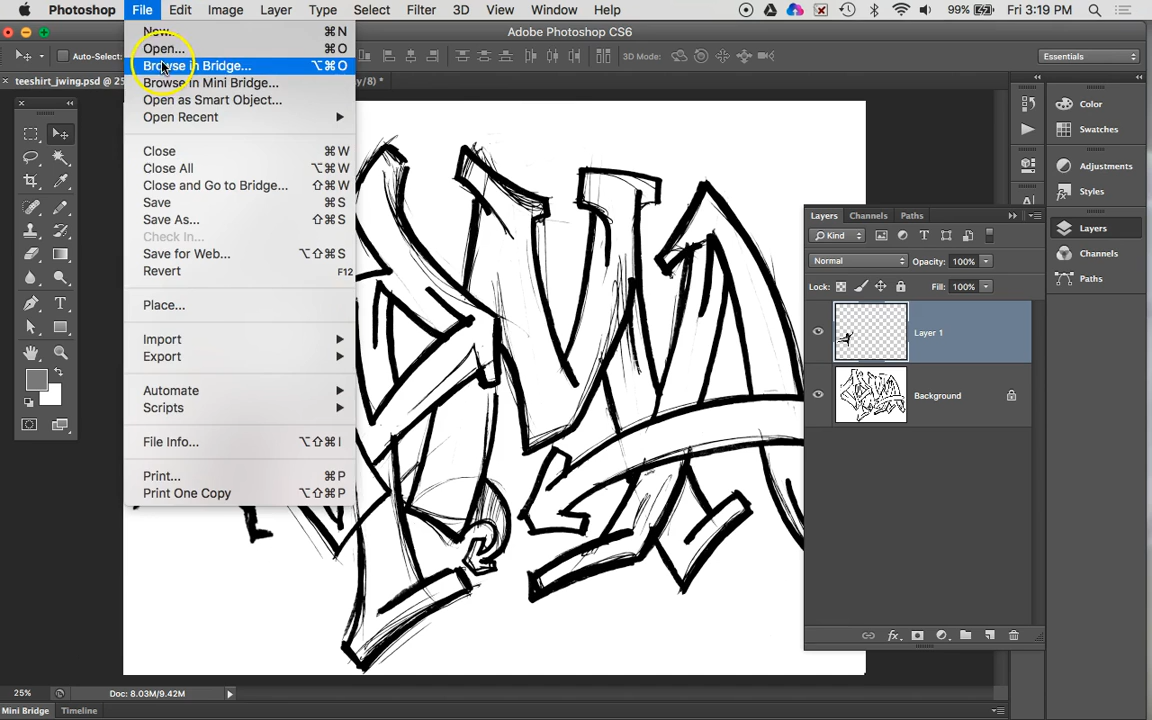 Photoshop File Edit Image Layer Type Select Filter 3D View Window Help 99% Fri 3:19 PM
Adobe Photoshop CS6
Auto-Select: 3D Mode: Essentials
teeshirt_jwing.psd @ 25 y/8) *
New... ⌘N
Open... ⌘O
Browse in Bridge... ⌥⌘O
Browse in Mini Bridge...
Open as Smart Object...
Open Recent
Close ⌘W
Close All ⌥⌘W
Close and Go to Bridge... ⇧⌘W
Save ⌘S
Save As... ⇧⌘S
Check In...
Save for Web... ⌥⇧⌘S
Revert F12
Place...
Import
Export
Automate
Scripts
File Info... ⌥⇧⌘I
Print... ⌘P
Print One Copy ⌥⇧⌘P
Color
Swatches
Adjustments
Styles
Layers
Channels
Paths
Layers Channels Paths
Kind
Normal Opacity: 100%
Lock: Fill: 100%
Layer 1
Background
25% Doc: 8.03M/9.42M
Mini Bridge Timeline